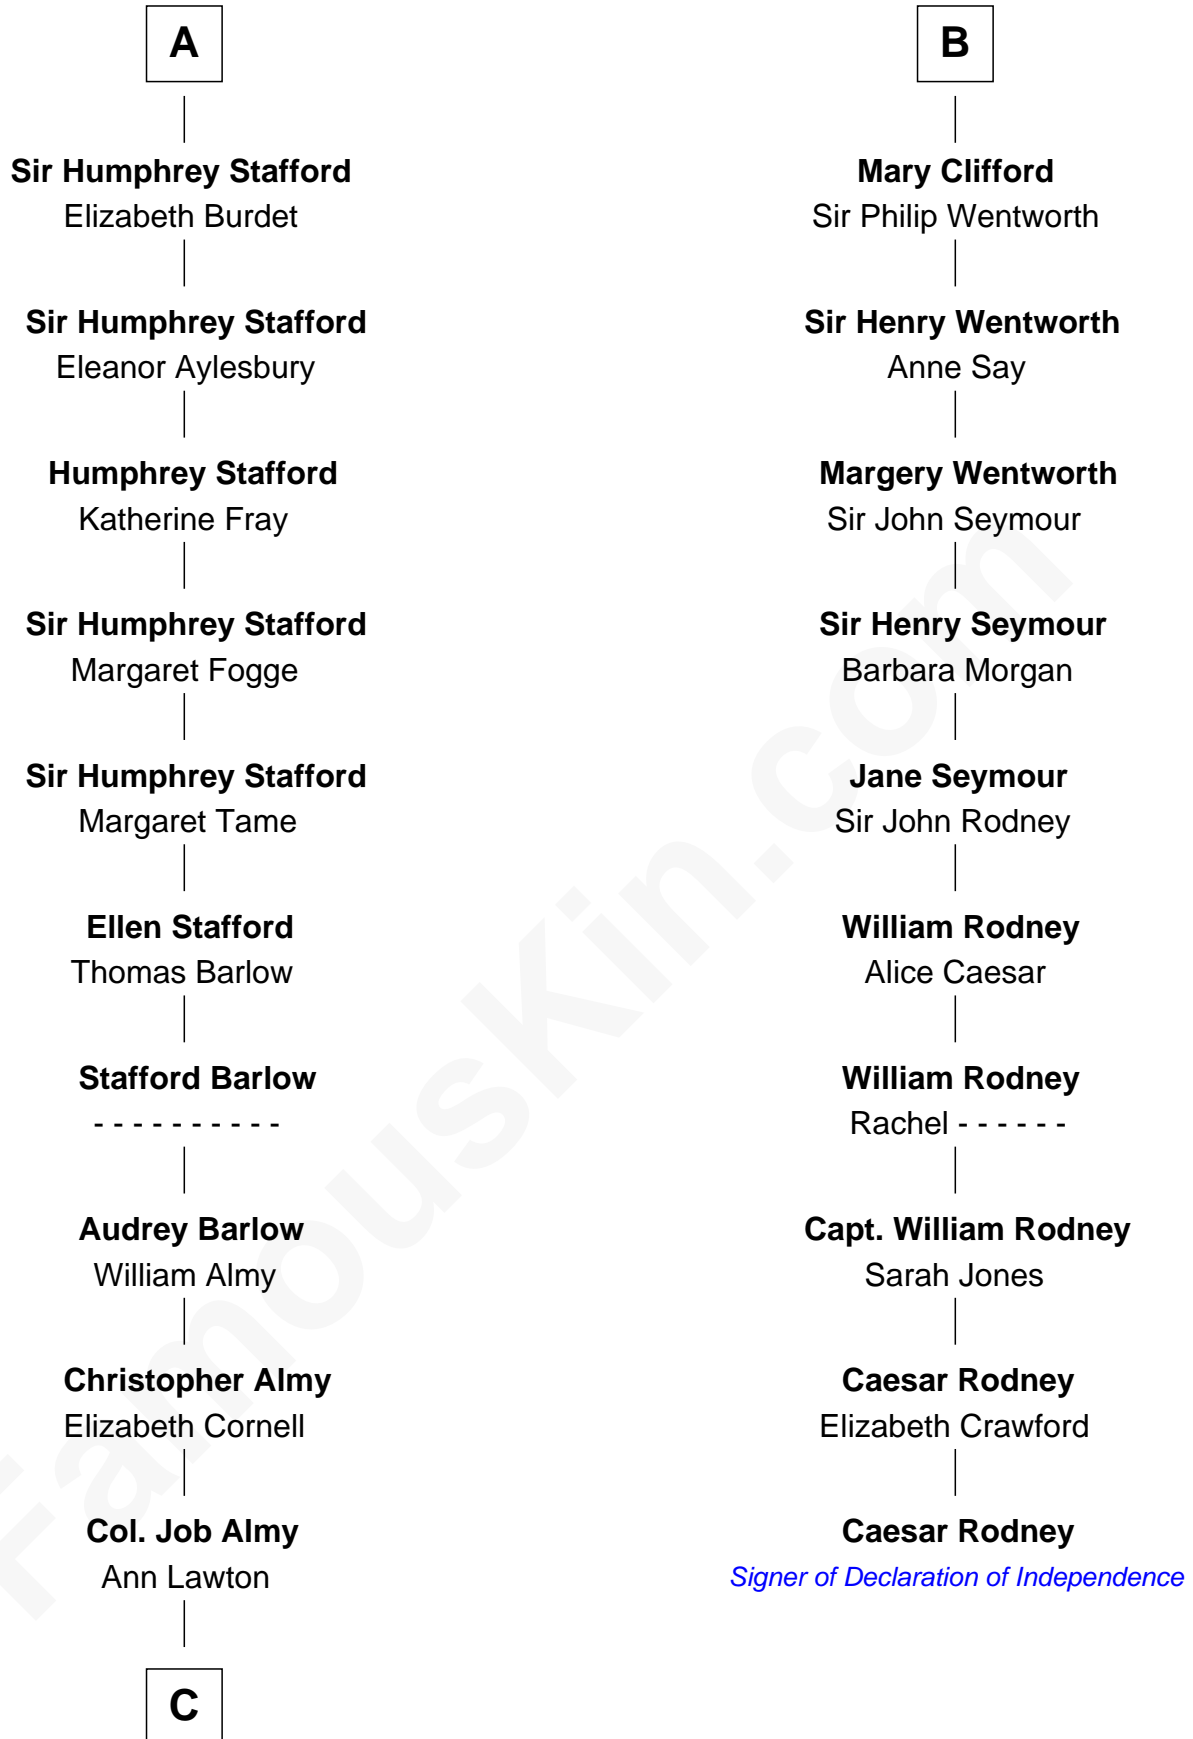 A
Sir Humphrey Stafford
Elizabeth Burdet
Sir Humphrey Stafford
Eleanor Aylesbury
Humphrey Stafford
Katherine Fray
Sir Humphrey Stafford
Margaret Fogge
Sir Humphrey Stafford
Margaret Tame
Ellen Stafford
Thomas Barlow
Stafford Barlow
- - - - - - - - - -
Audrey Barlow
William Almy
Christopher Almy
Elizabeth Cornell
Col. Job Almy
Ann Lawton
C
B
Mary Clifford
Sir Philip Wentworth
Sir Henry Wentworth
Anne Say
Margery Wentworth
Sir John Seymour
Sir Henry Seymour
Barbara Morgan
Jane Seymour
Sir John Rodney
William Rodney
Alice Caesar
William Rodney
Rachel - - - - - -
Capt. William Rodney
Sarah Jones
Caesar Rodney
Elizabeth Crawford
Caesar Rodney
Signer of Declaration of Independence
FamousKin.com